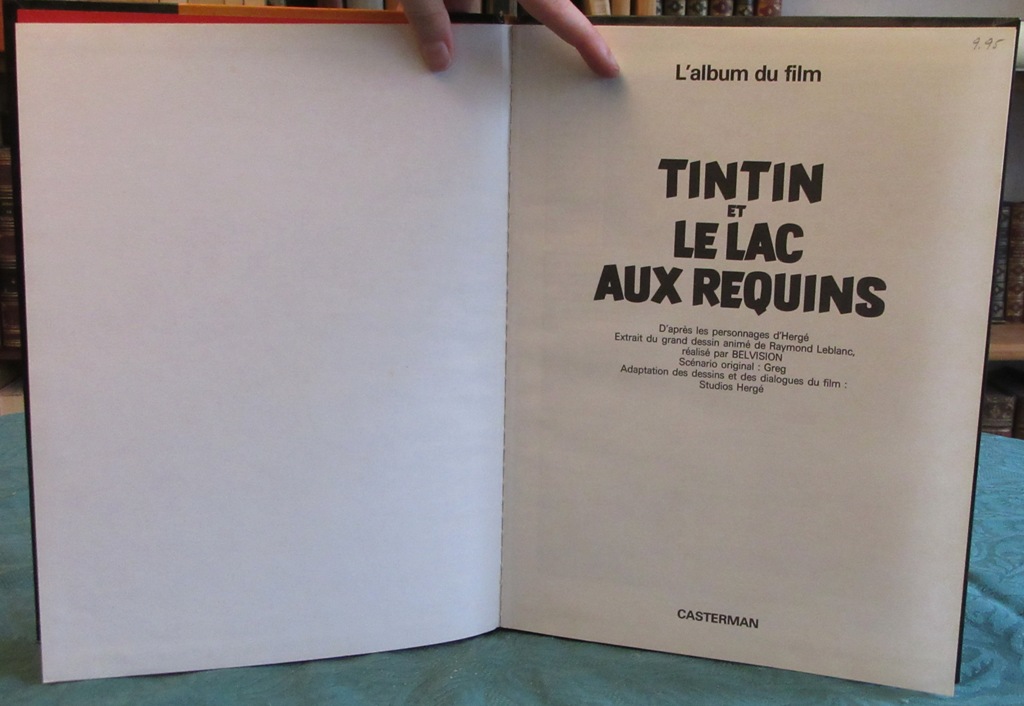 9.95
L'album du film
TINTIN
ET
LE LAC
AUX REQUINS
D'après les personnages d'Hergé
Extrait du grand dessin animé de Raymond Leblanc,
réalisé par BELVISION
Scénario original : Greg
Adaptation des dessins et des dialogues du film :
Studios Hergé
CASTERMAN